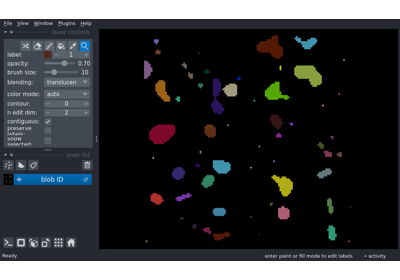 File View Window Plugins Help
layer controls
label: 1
opacity: 0.70
brush size: 10
blending: translucen
color mode: auto
contour: 0
n edit dim: 2
contiguous:
preserve labels:
show selected:
layer list
blob ID
Ready
enter paint or fill mode to edit labels
activity